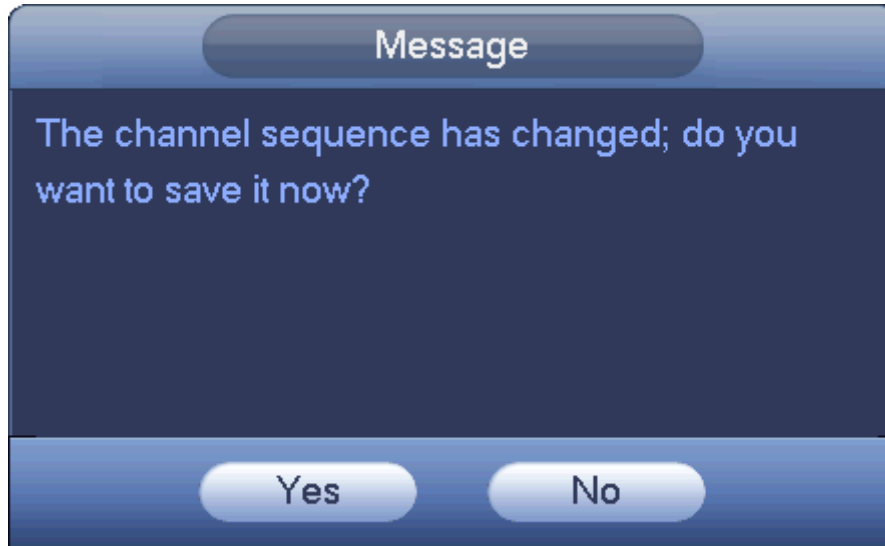 Message
The channel sequence has changed; do you
want to save it now?
Yes
No